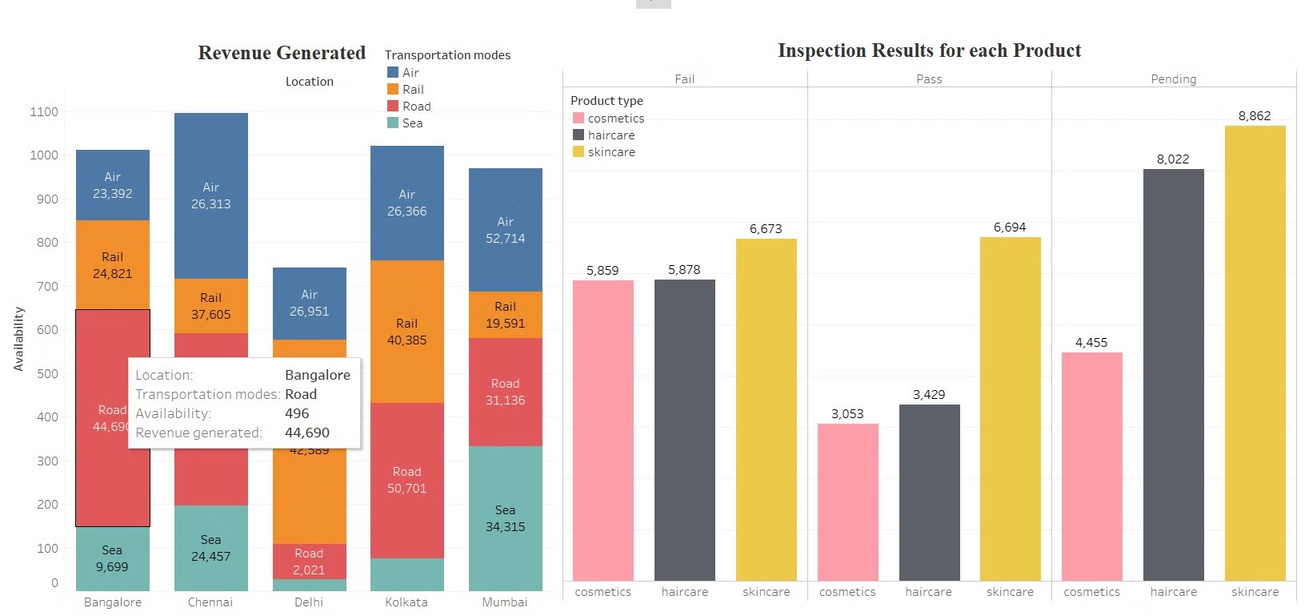 Revenue Generated
Location
Transportation modes
Air
Rail
Road
Sea
Availability
1100
1000
900
800
700
600
500
400
300
200
100
0
Air
23,392
Rail
24,821
Road
44,690
Sea
9,699
Air
26,313
Rail
37,605
Sea
24,457
Air
26,951
42,589
Road
2,021
Air
26,366
Rail
40,385
Road
50,701
Air
52,714
Rail
19,591
Road
31,136
Sea
34,315
Location: Bangalore
Transportation modes: Road
Availability: 496
Revenue generated: 44,690
Bangalore Chennai Delhi Kolkata Mumbai
Inspection Results for each Product
Fail Pass Pending
Product type
cosmetics
haircare
skincare
5,859 5,878 6,673
3,053 3,429 6,694
4,455 8,022 8,862
cosmetics haircare skincare cosmetics haircare skincare cosmetics haircare skincare